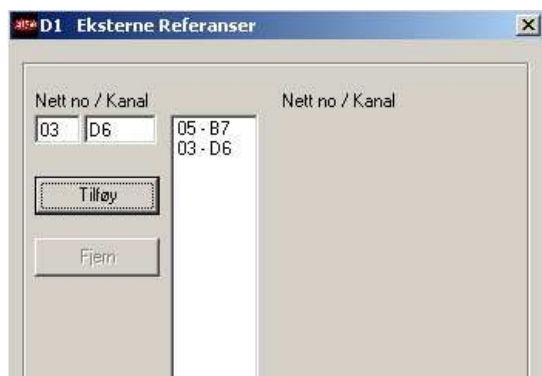 D1 Eksterne Referanser
Nett no / Kanal
Nett no / Kanal
03 D6
05 - B7
03 - D6
Tilføy
Fjern